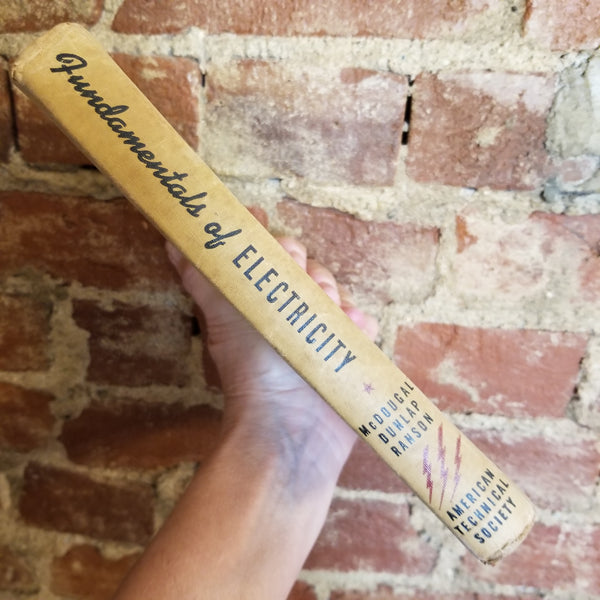 Fundamentals of ELECTRICITY
McDOUGAL
DUNLAP
RANSON
AMERICAN
TECHNICAL
SOCIETY